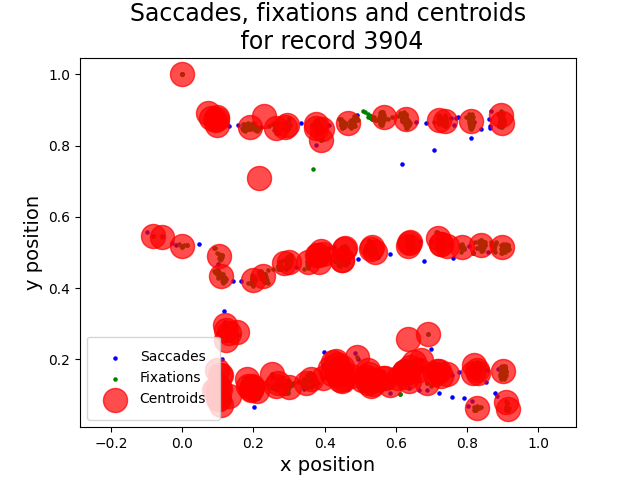 Saccades, fixations and centroids
for record 3904
1.0
0.8
0.6
0.4
0.2
y position
Saccades
Fixations
Centroids
−0.2
0.0
0.2
0.4
0.6
0.8
1.0
x position